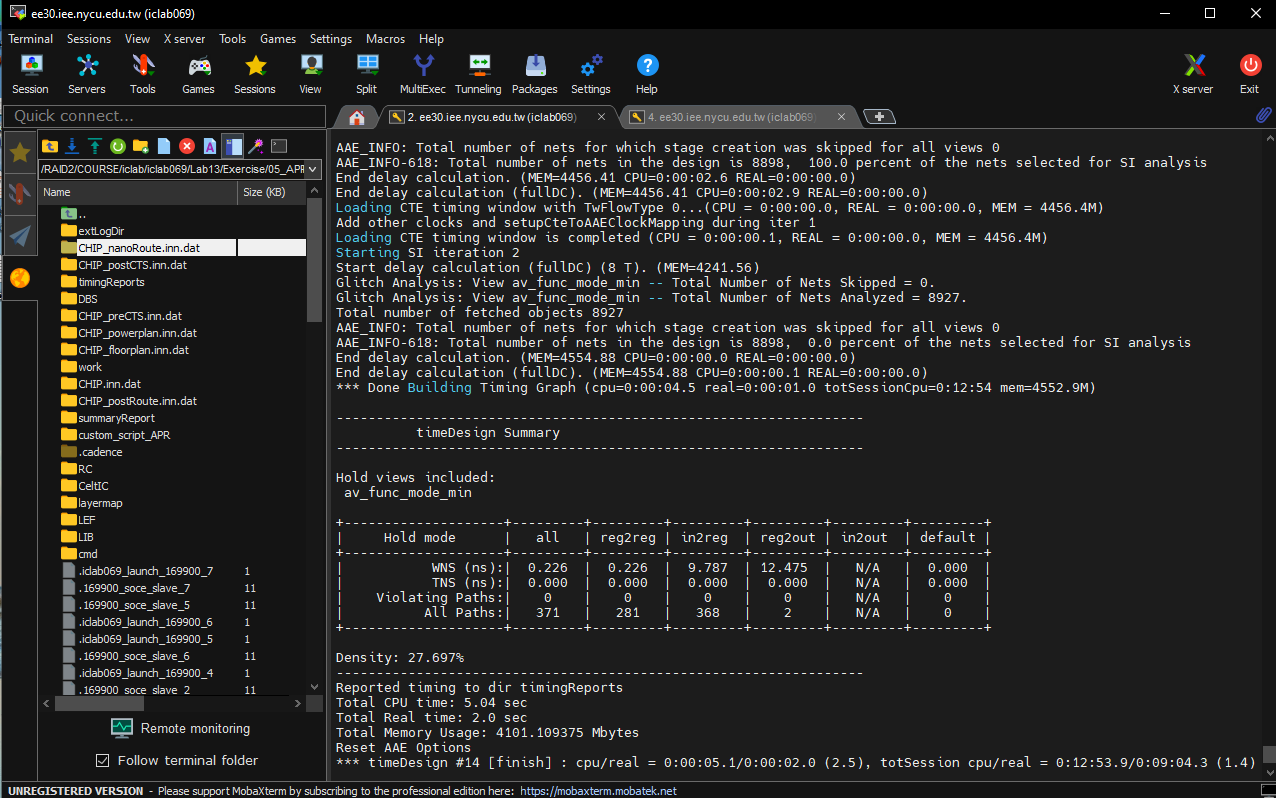 ee30.iee.nycu.edu.tw (iclab069)
Terminal Sessions View X server Tools Games Settings Macros Help
Session Servers Tools Games Sessions View Split MultiExec Tunneling Packages Settings Help X server Exit
Quick connect...
2. ee30.iee.nycu.edu.tw (iclab069)
4. ee30.iee.nycu.edu.tw (iclab069)
/RAID2/COURSE/iclab/iclab069/Lab13/Exercise/05_APR
Name Size (KB)
..
extLogDir
CHIP_nanoRoute.inn.dat
CHIP_postCTS.inn.dat
timingReports
DBS
CHIP_preCTS.inn.dat
CHIP_powerplan.inn.dat
CHIP_floorplan.inn.dat
work
CHIP.inn.dat
CHIP_postRoute.inn.dat
summaryReport
custom_script_APR
.cadence
RC
CeltIC
layermap
LEF
LIB
cmd
.iclab069_launch_169900_7 1
.169900_soce_slave_7 11
.169900_soce_slave_5 11
.iclab069_launch_169900_6 1
.iclab069_launch_169900_5 1
.169900_soce_slave_6 11
.iclab069_launch_169900_4 1
.169900_soce_slave_2 11
Remote monitoring
Follow terminal folder
AAE_INFO: Total number of nets for which stage creation was skipped for all views 0
AAE_INFO-618: Total number of nets in the design is 8898,  100.0 percent of the nets selected for SI analysis
End delay calculation. (MEM=4456.41 CPU=0:00:02.6 REAL=0:00:00.0)
End delay calculation (fullDC). (MEM=4456.41 CPU=0:00:02.9 REAL=0:00:00.0)
Loading CTE timing window with TwFlowType 0...(CPU = 0:00:00.0, REAL = 0:00:00.0, MEM = 4456.4M)
Add other clocks and setupCteToAAEClockMapping during iter 1
Loading CTE timing window is completed (CPU = 0:00:00.1, REAL = 0:00:00.0, MEM = 4456.4M)
Starting SI iteration 2
Start delay calculation (fullDC) (8 T). (MEM=4241.56)
Glitch Analysis: View av_func_mode_min -- Total Number of Nets Skipped = 0.
Glitch Analysis: View av_func_mode_min -- Total Number of Nets Analyzed = 8927.
Total number of fetched objects 8927
AAE_INFO: Total number of nets for which stage creation was skipped for all views 0
AAE_INFO-618: Total number of nets in the design is 8898,  0.0 percent of the nets selected for SI analysis
End delay calculation. (MEM=4554.88 CPU=0:00:00.0 REAL=0:00:00.0)
End delay calculation (fullDC). (MEM=4554.88 CPU=0:00:00.1 REAL=0:00:00.0)
*** Done Building Timing Graph (cpu=0:00:04.5 real=0:00:01.0 totSessionCpu=0:12:54 mem=4552.9M)
------------------------------------------------------------------
timeDesign Summary
------------------------------------------------------------------
Hold views included:
av_func_mode_min
+--------------------+---------+---------+---------+---------+---------+---------+
|     Hold mode      |   all   | reg2reg | in2reg  | reg2out | in2out  | default |
+--------------------+---------+---------+---------+---------+---------+---------+
|           WNS (ns):|  0.226  |  0.226  |  9.787  | 12.475  |   N/A   |  0.000  |
|           TNS (ns):|  0.000  |  0.000  |  0.000  |  0.000  |   N/A   |  0.000  |
|    Violating Paths:|    0    |    0    |    0    |    0    |   N/A   |    0    |
|          All Paths:|   371   |   281   |   368   |    2    |   N/A   |    0    |
+--------------------+---------+---------+---------+---------+---------+---------+
Density: 27.697%
------------------------------------------------------------------
Reported timing to dir timingReports
Total CPU time: 5.04 sec
Total Real time: 2.0 sec
Total Memory Usage: 4101.109375 Mbytes
Reset AAE Options
*** timeDesign #14 [finish] : cpu/real = 0:00:05.1/0:00:02.0 (2.5), totSession cpu/real = 0:12:53.9/0:09:04.3 (1.4)
UNREGISTERED VERSION - Please support MobaXterm by subscribing to the professional edition here: https://mobaxterm.mobatek.net